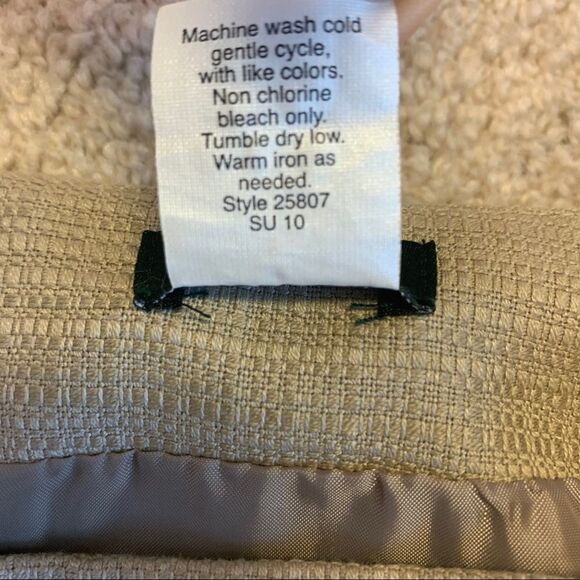 Machine wash cold
gentle cycle,
with like colors.
Non chlorine
bleach only.
Tumble dry low.
Warm iron as
needed.
Style 25807
SU 10